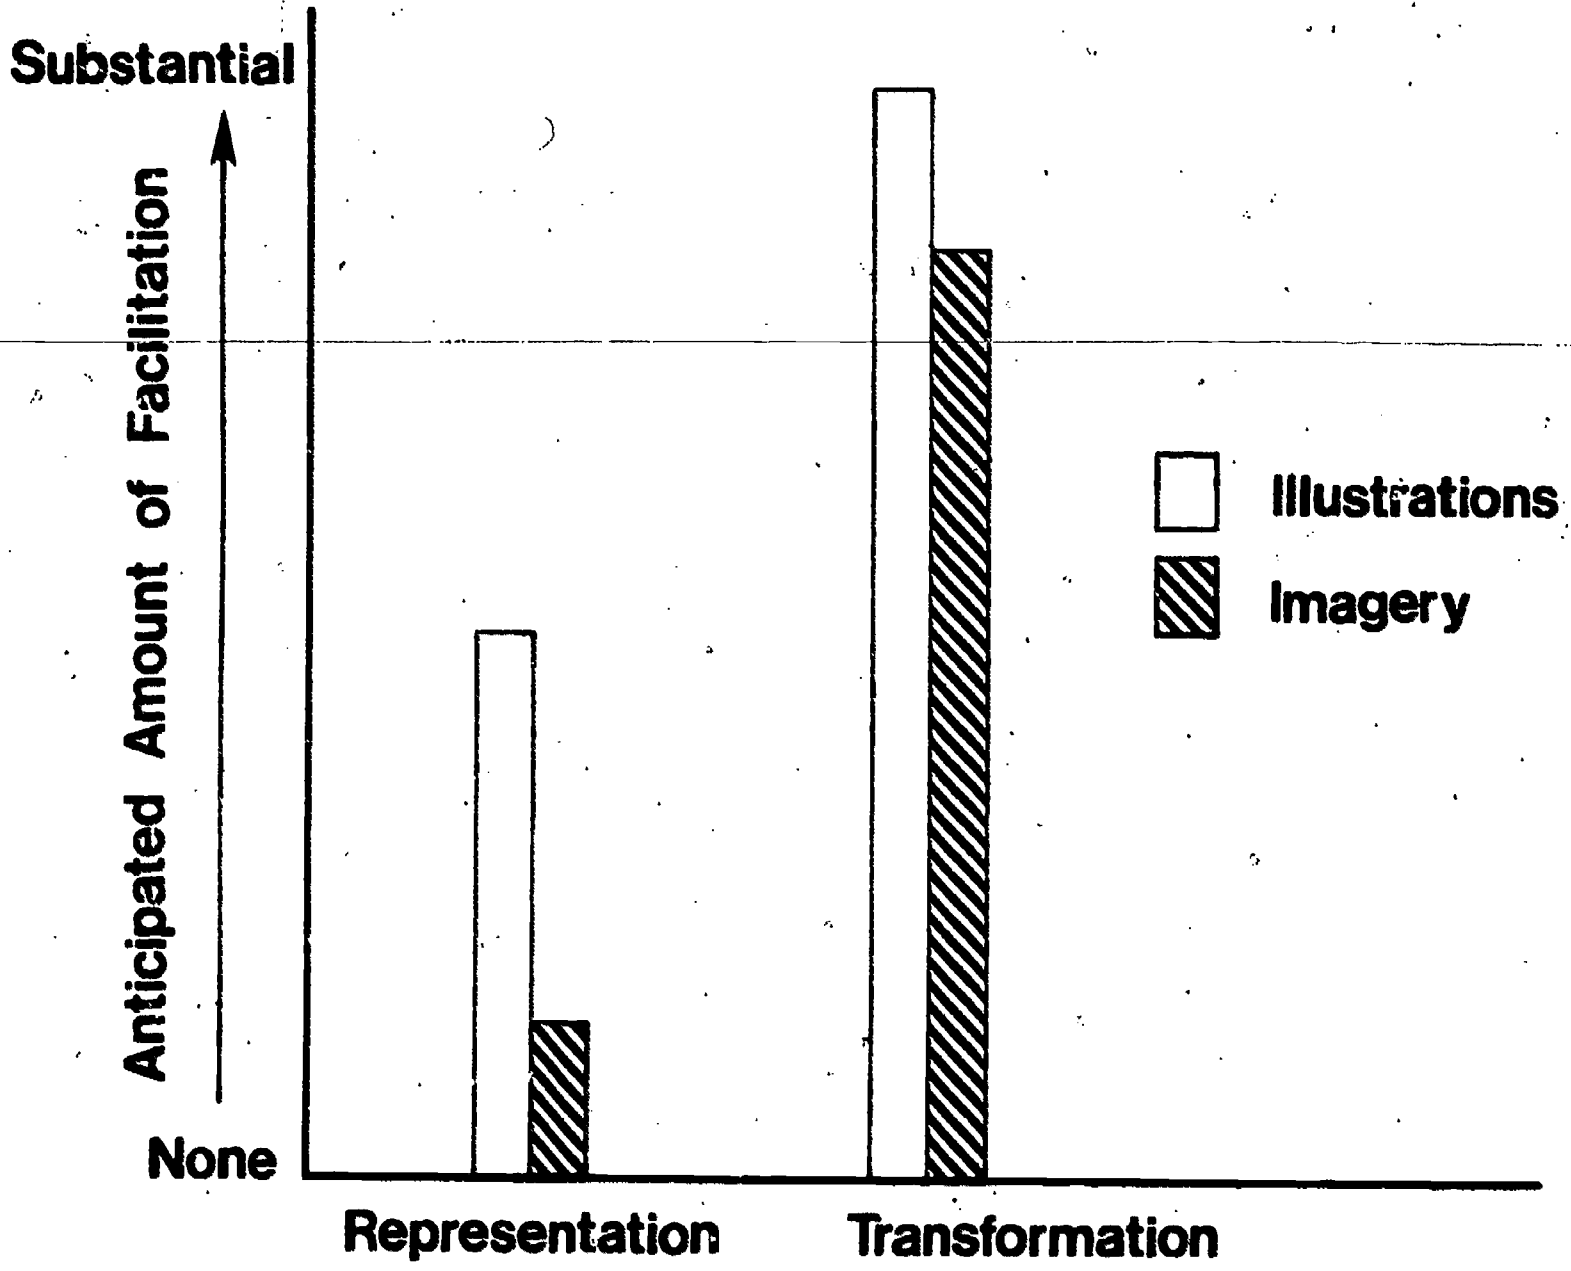 Substantial
Anticipated Amount of Facilitation
None
Illustrations
Imagery
Representation
Transformation